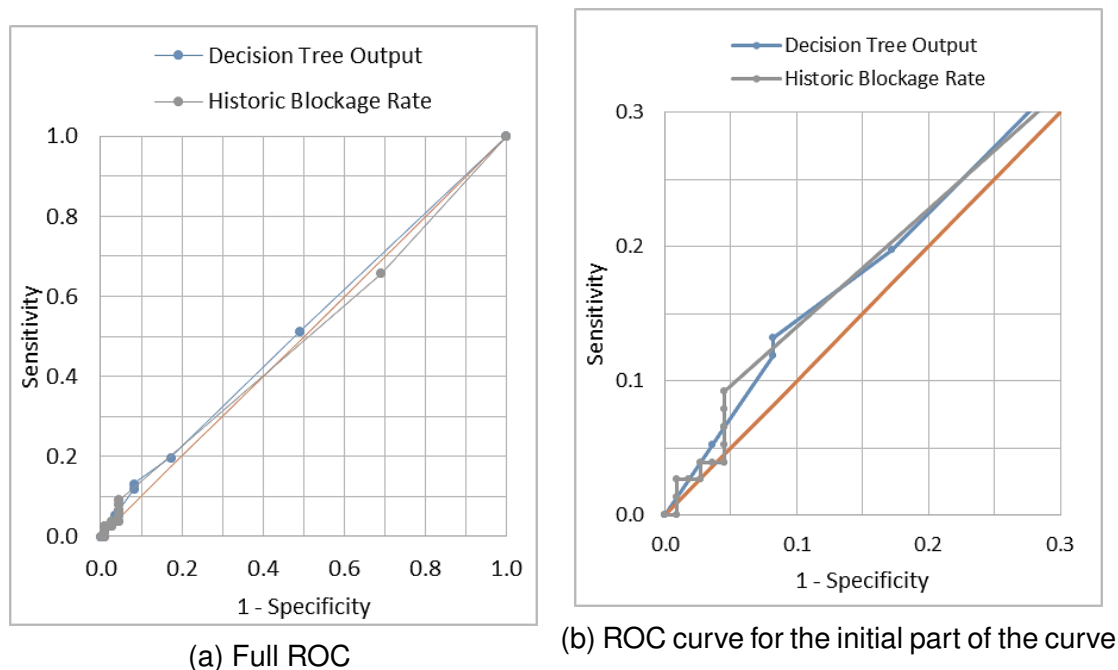 Decision Tree Output
Historic Blockage Rate
1.0
0.8
0.6
0.4
0.2
0.0
Sensitivity
0.0 0.2 0.4 0.6 0.8 1.0
1 - Specificity
(a) Full ROC
Decision Tree Output
Historic Blockage Rate
0.3
0.2
0.1
0.0
Sensitivity
0.0 0.1 0.2 0.3
1 - Specificity
(b) ROC curve for the initial part of the curve